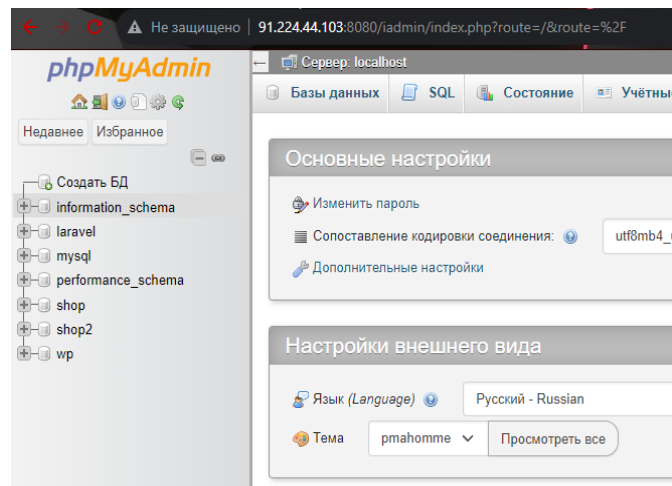 Не защищено | 91.224.44.103:8080/iadmin/index.php?route=/&route=%2F
phpMyAdmin
Недавнее Избранное
Создать БД
information_schema
laravel
mysql
performance_schema
shop
shop2
wp
Сервер: localhost
Базы данных SQL Состояние
Основные настройки
Изменить пароль
Сопоставление кодировки соединения: utf8mb4_
Дополнительные настройки
Настройки внешнего вида
Язык (Language) Русский - Russian
Тема pmahomme Просмотреть все